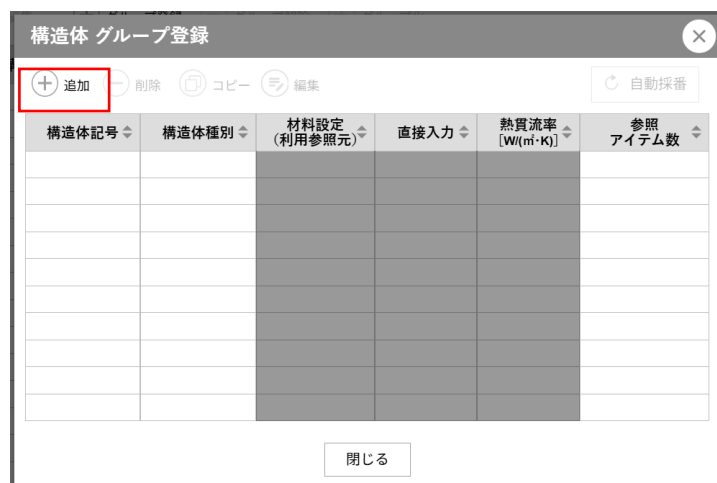 構造体 グループ登録
追加 削除 コピー 編集 自動採番
構造体記号 構造体種別 材料設定 (利用参照元) 直接入力 熱貫流率 [W/(㎡·K)] 参照 アイテム数
閉じる